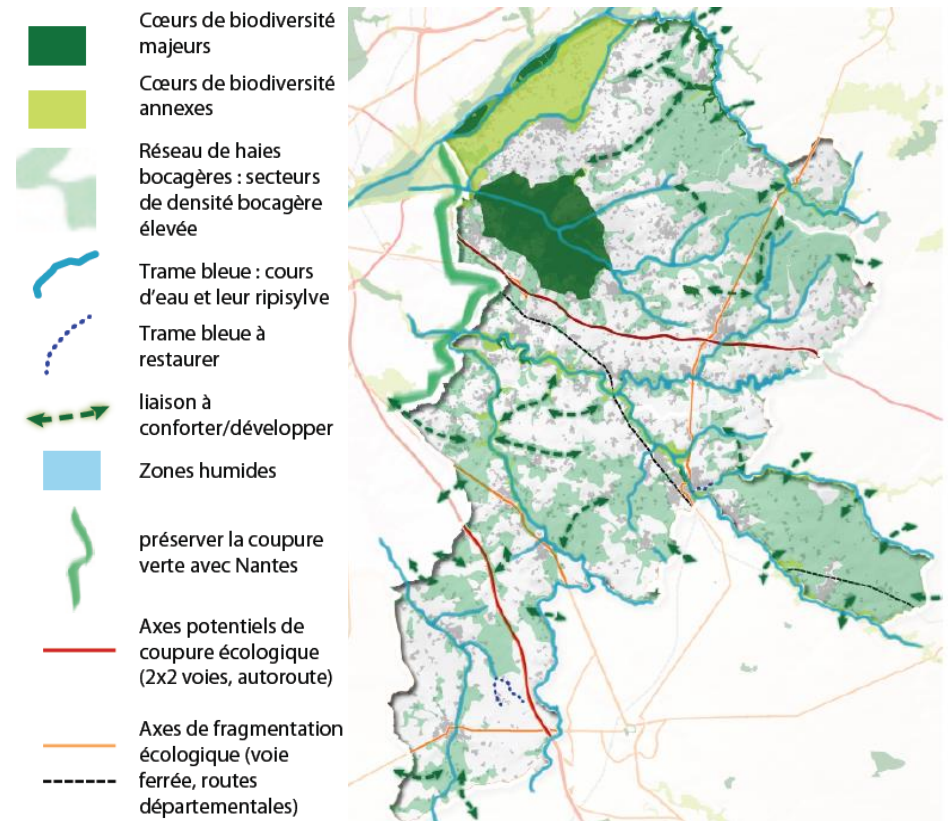 Cœurs de biodiversité
majeurs
Cœurs de biodiversité
annexes
Réseau de haies
bocagères : secteurs
de densité bocagère
élevée
Trame bleue : cours
d'eau et leur ripisylve
Trame bleue à
restaurer
liaison à
conforter/développer
Zones humides
préserver la coupure
verte avec Nantes
Axes potentiels de
coupure écologique
(2x2 voies, autoroute)
Axes de fragmentation
écologique (voie
ferrée, routes
départementales)